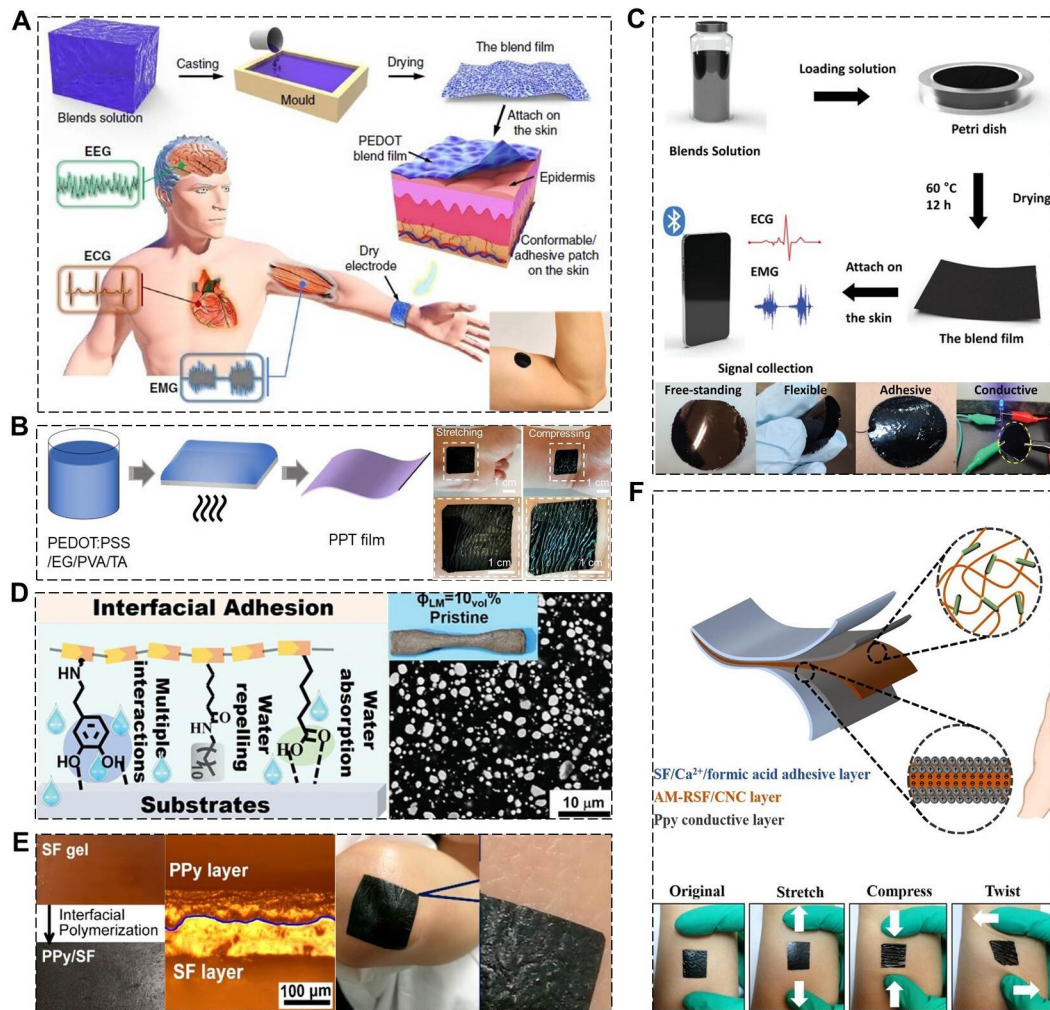 A
Casting
Drying
The blend film
Mould
Blends solution
Attach on
the skin
PEDOT
blend film
Epidermis
EEG
Conformable/
adhesive patch
on the skin
Dry
electrode
ECG
EMG
B
PEDOT:PSS
/EG/PVA/TA
PPT film
Stretching
Compressing
1 cm
1 cm
1 cm
1 cm
C
Loading solution
Blends Solution
Petri dish
60 °C
12 h
Drying
ECG
EMG
Attach on
the skin
The blend film
Signal collection
Free-standing
Flexible
Adhesive
Conductive
D
Interfacial Adhesion
ΦLM=10vol%
Pristine
HN
Multiple
interactions
HO
OH
HN
O
Water
repelling
HO
O
Water
absorption
Substrates
10 μm
E
SF gel
Interfacial
Polymerization
PPy/SF
PPy layer
SF layer
100 μm
F
SF/Ca²⁺/formic acid adhesive layer
AM-RSF/CNC layer
Ppy conductive layer
Original
Stretch
Compress
Twist